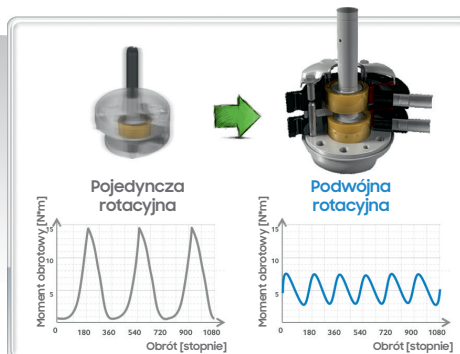 Pojedyncza
rotacyjna
Moment obrotowy [N*m]
15
10
5
0 180 360 540 720 900 1080
Obrót [stopnie]
Podwójna
rotacyjna
Moment obrotowy [N*m]
15
10
5
0 180 360 540 720 900 1080
Obrót [stopnie]